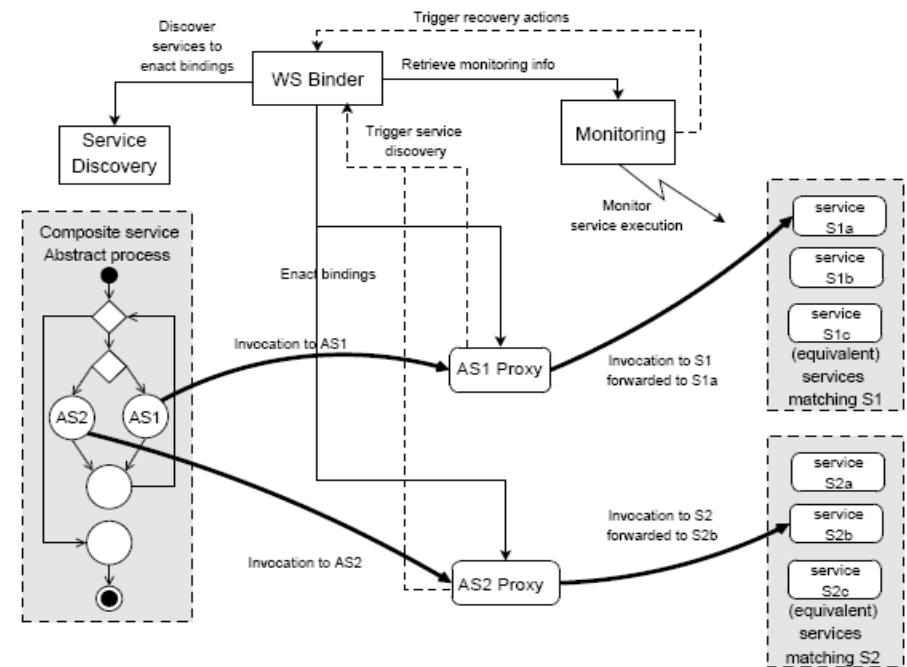 Trigger recovery actions
Discover
services to
enact bindings
WS Binder
Retrieve monitoring info
Service
Discovery
Trigger service
discovery
Monitoring
Monitor
service execution
Composite service
Abstract process
AS2
AS1
Enact bindings
Invocation to AS1
AS1 Proxy
Invocation to S1
forwarded to S1a
service
S1a
service
S1b
service
S1c
(equivalent)
services
matching S1
Invocation to AS2
AS2 Proxy
Invocation to S2
forwarded to S2b
service
S2a
service
S2b
service
S2c
(equivalent)
services
matching S2